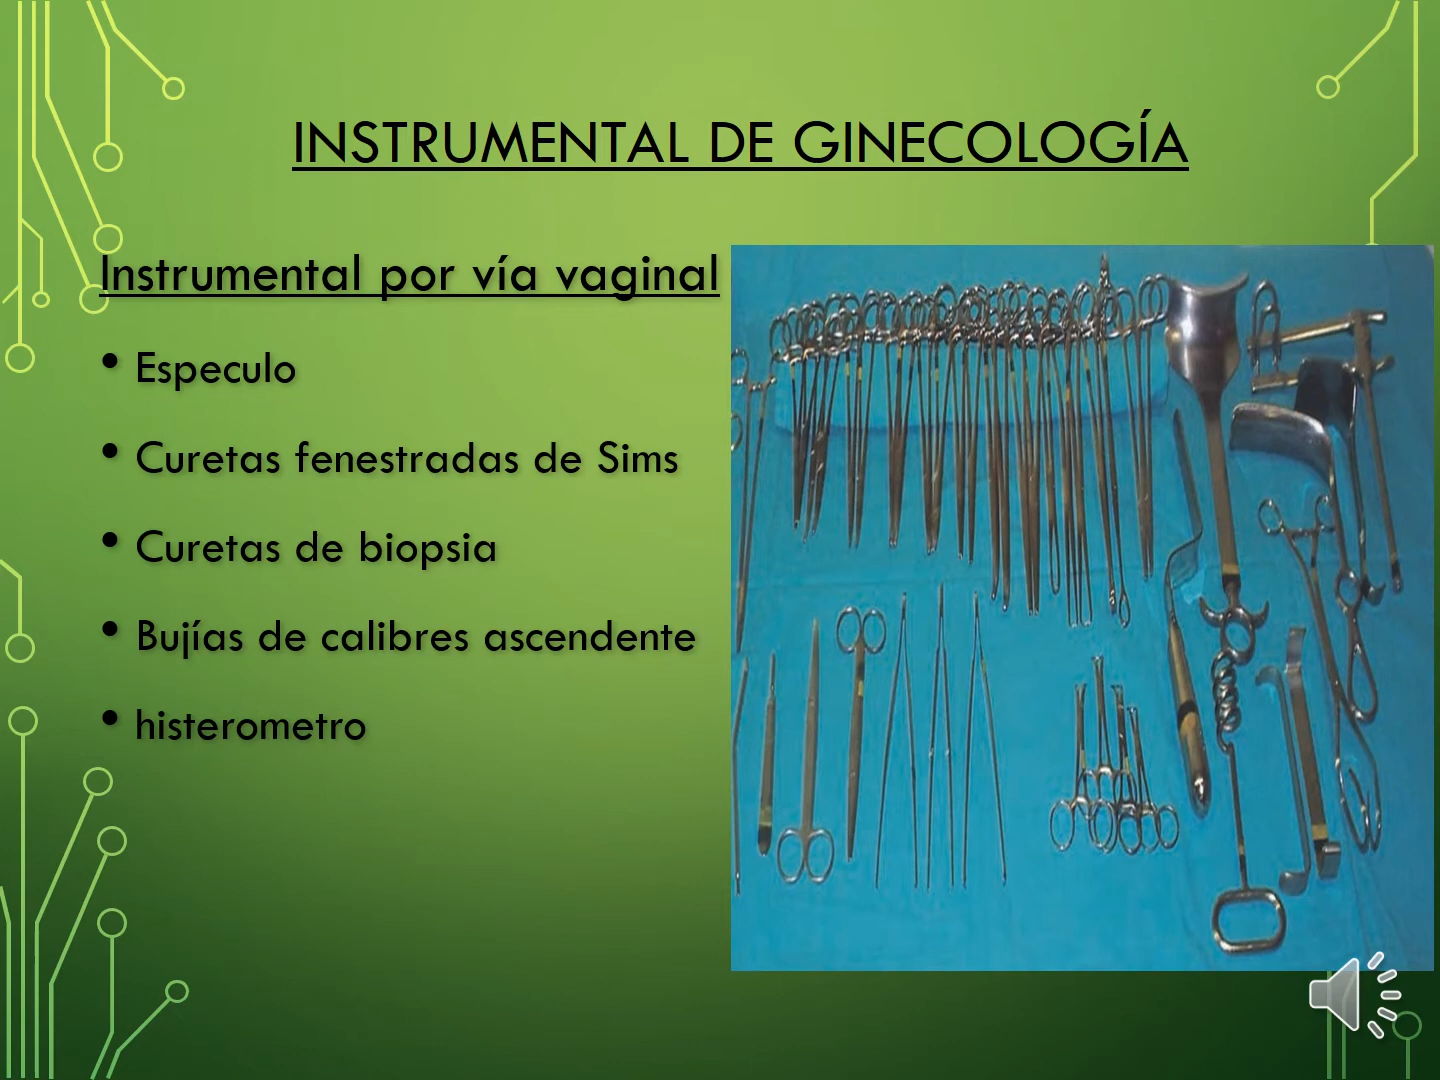 INSTRUMENTAL DE GINECOLOGÍA
Instrumental por vía vaginal
• Especulo
• Curetas fenestradas de Sims
• Curetas de biopsia
• Bujías de calibres ascendente
• histerometro